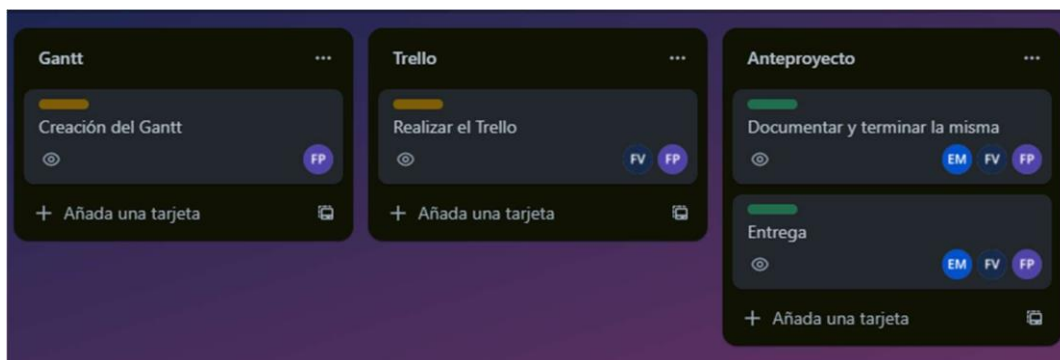 Gantt
Creación del Gantt
FP
+ Añada una tarjeta
Trello
Realizar el Trello
FV FP
+ Añada una tarjeta
Anteproyecto
Documentar y terminar la misma
EM FV FP
Entrega
EM FV FP
+ Añada una tarjeta